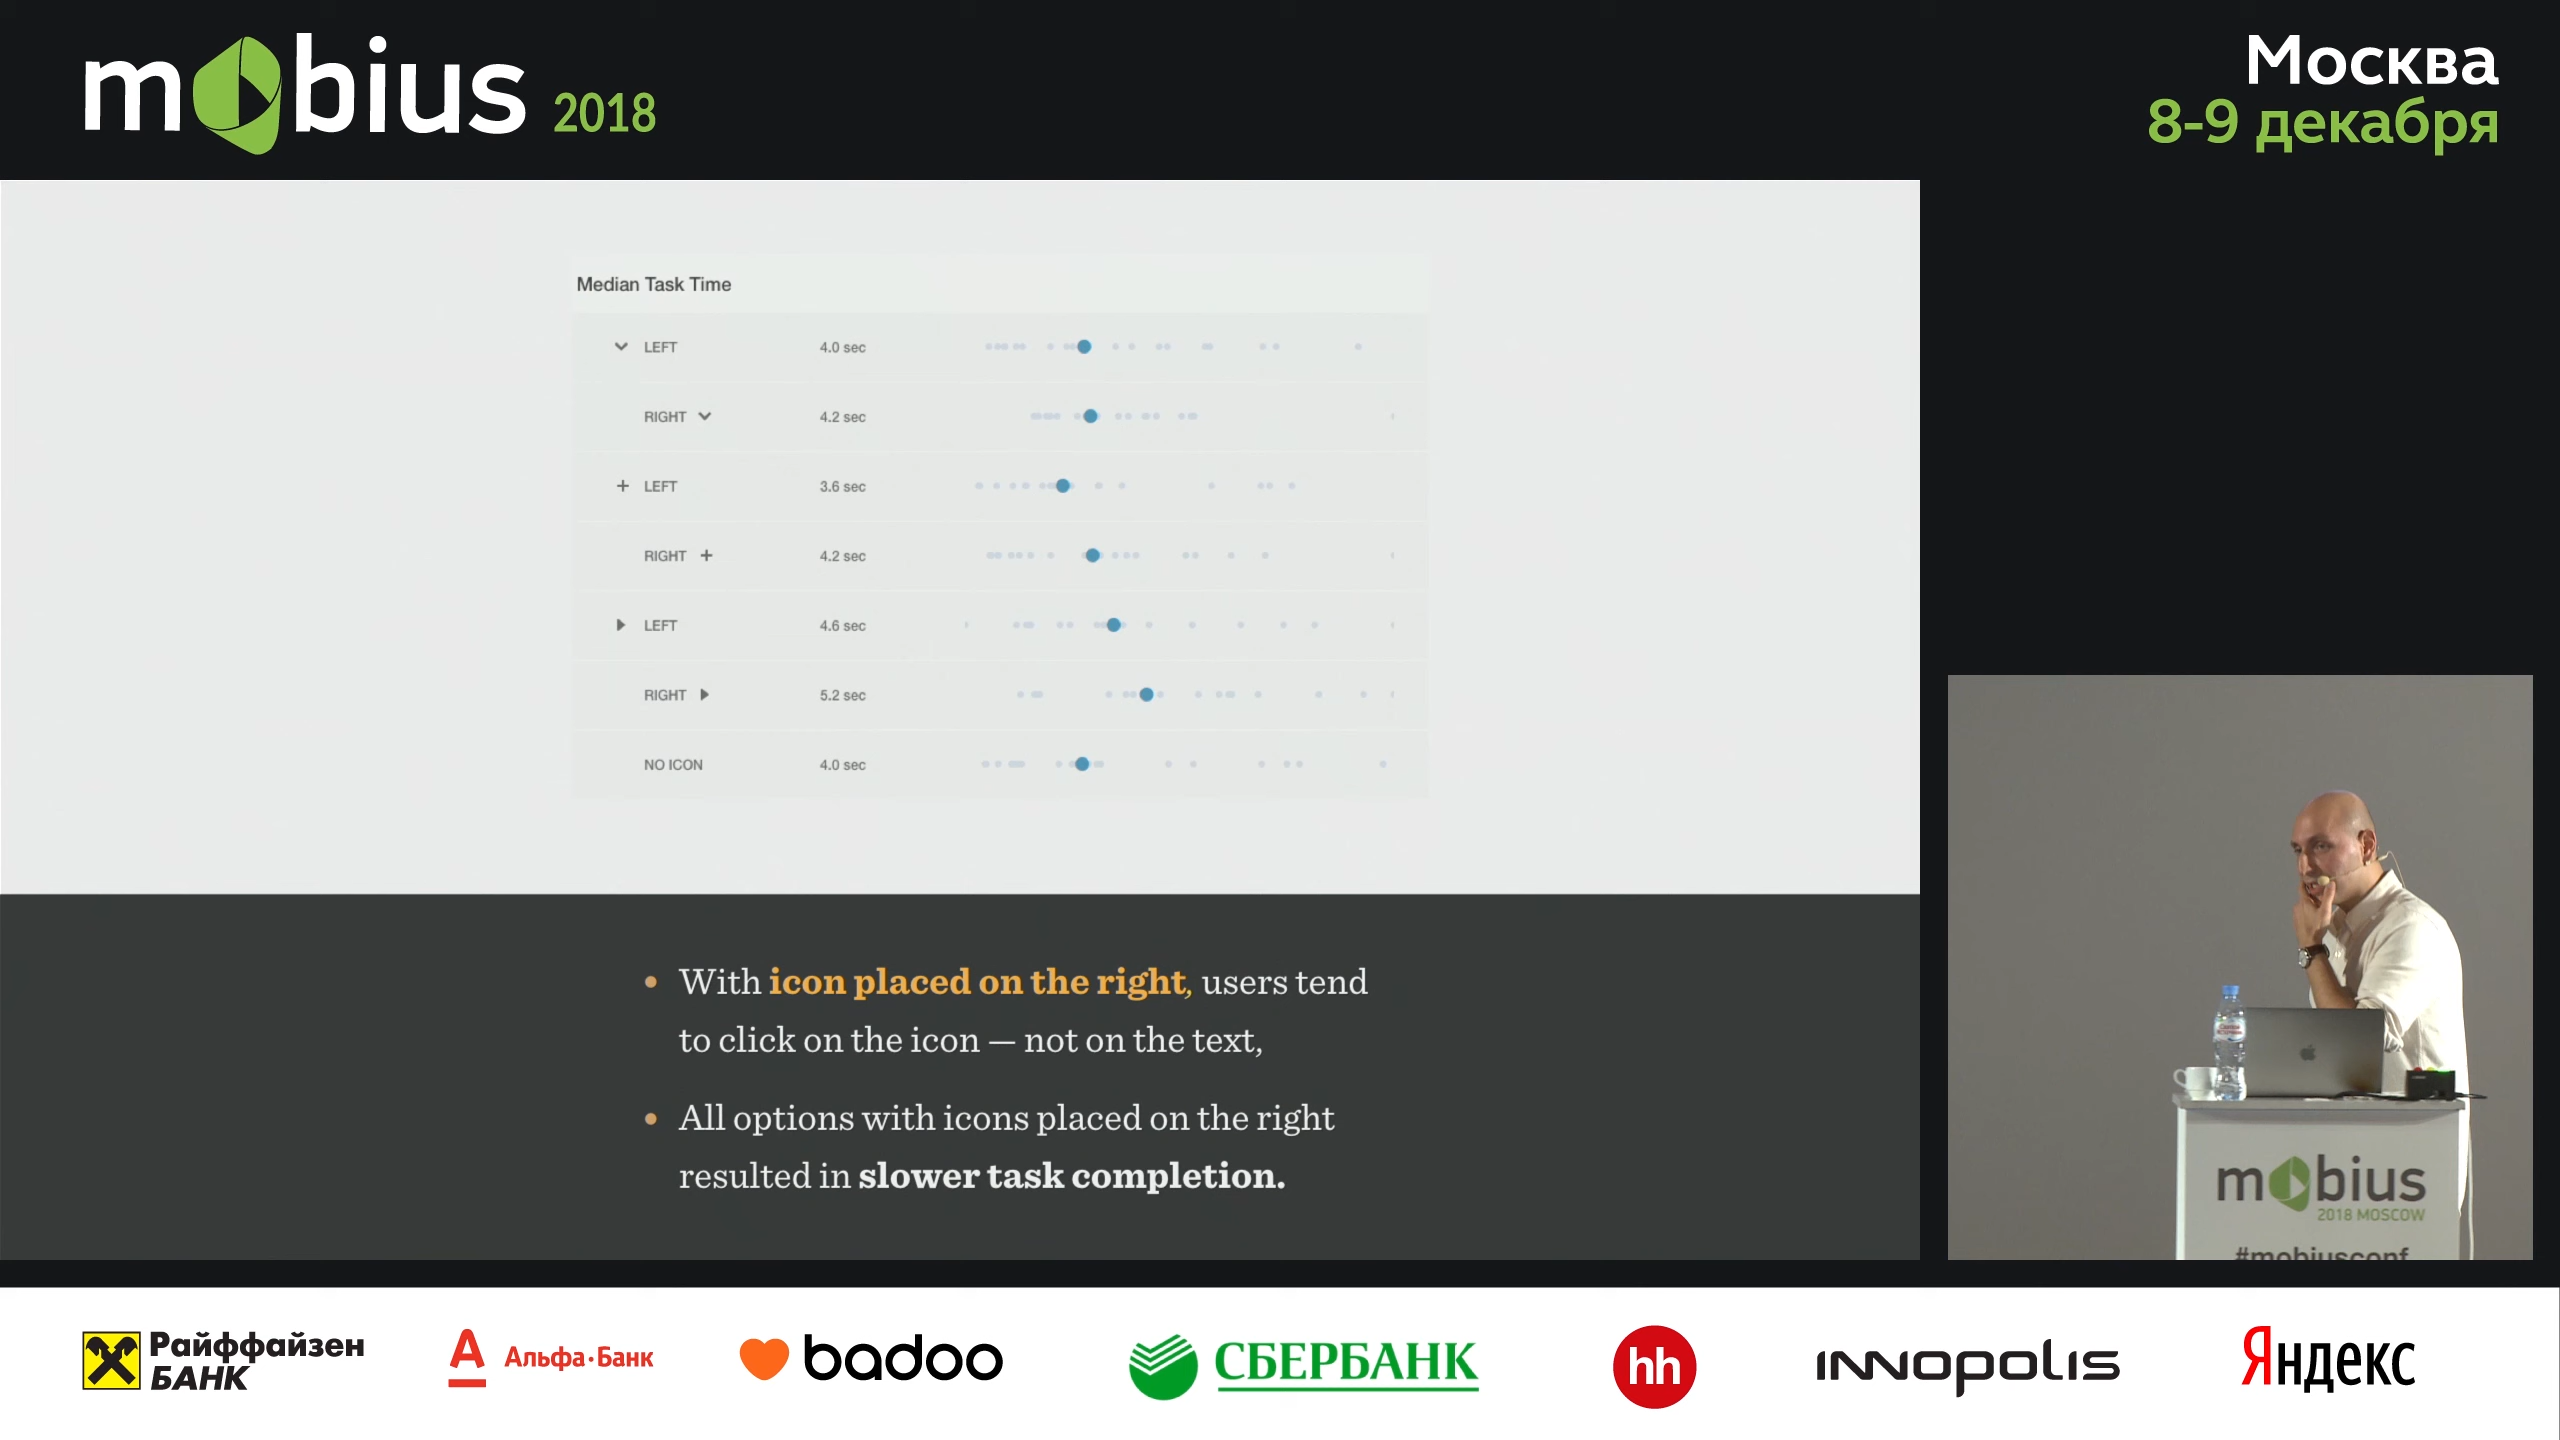 mobius 2018
Москва
8-9 декабря
Median Task Time
LEFT 4.0 sec
RIGHT 4.2 sec
+ LEFT 3.6 sec
RIGHT + 4.2 sec
LEFT 4.6 sec
RIGHT 5.2 sec
NO ICON 4.0 sec
• With icon placed on the right, users tend
to click on the icon — not on the text,
• All options with icons placed on the right
resulted in slower task completion.
mobius
2018 MOSCOW
#mobiusconf
Райффайзен
БАНК
А Альфа·Банк
badoo
СБЕРБАНК
hh
INNOPOLIS
Яндекс